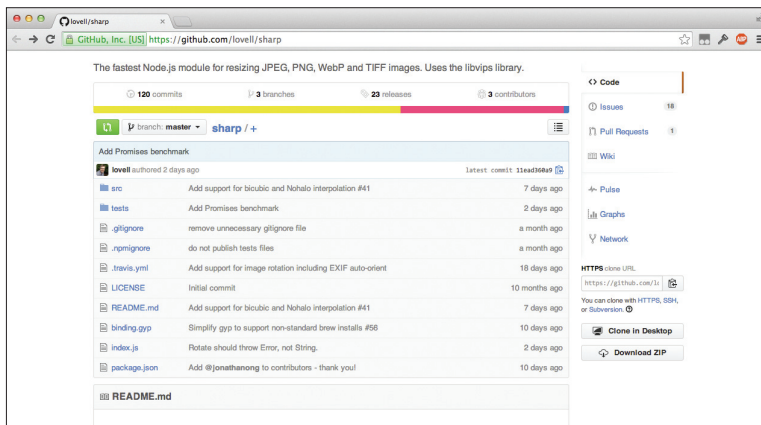 lovell/sharp
GitHub, Inc. [US] https://github.com/lovell/sharp
ABP
The fastest Node.js module for resizing JPEG, PNG, WebP and TIFF images. Uses the libvips library.
120 commits 3 branches 23 releases 3 contributors
branch: master sharp / +
Add Promises benchmark
lovell authored 2 days ago latest commit 11ead360a9
src Add support for bicubic and Nohalo interpolation #41 7 days ago
tests Add Promises benchmark 2 days ago
.gitignore remove unnecessary gitignore file a month ago
.npmignore do not publish tests files a month ago
.travis.yml Add support for image rotation including EXIF auto-orient 18 days ago
LICENSE Initial commit 10 months ago
README.md Add support for bicubic and Nohalo interpolation #41 7 days ago
binding.gyp Simplify gyp to support non-standard brew installs #56 10 days ago
index.js Rotate should throw Error, not String. 2 days ago
package.json Add @jonathanong to contributors - thank you! 10 days ago
README.md
Code
Issues 18
Pull Requests 1
Wiki
Pulse
Graphs
Network
HTTPS clone URL
https://github.com/lo
You can clone with HTTPS, SSH,
or Subversion.
Clone in Desktop
Download ZIP